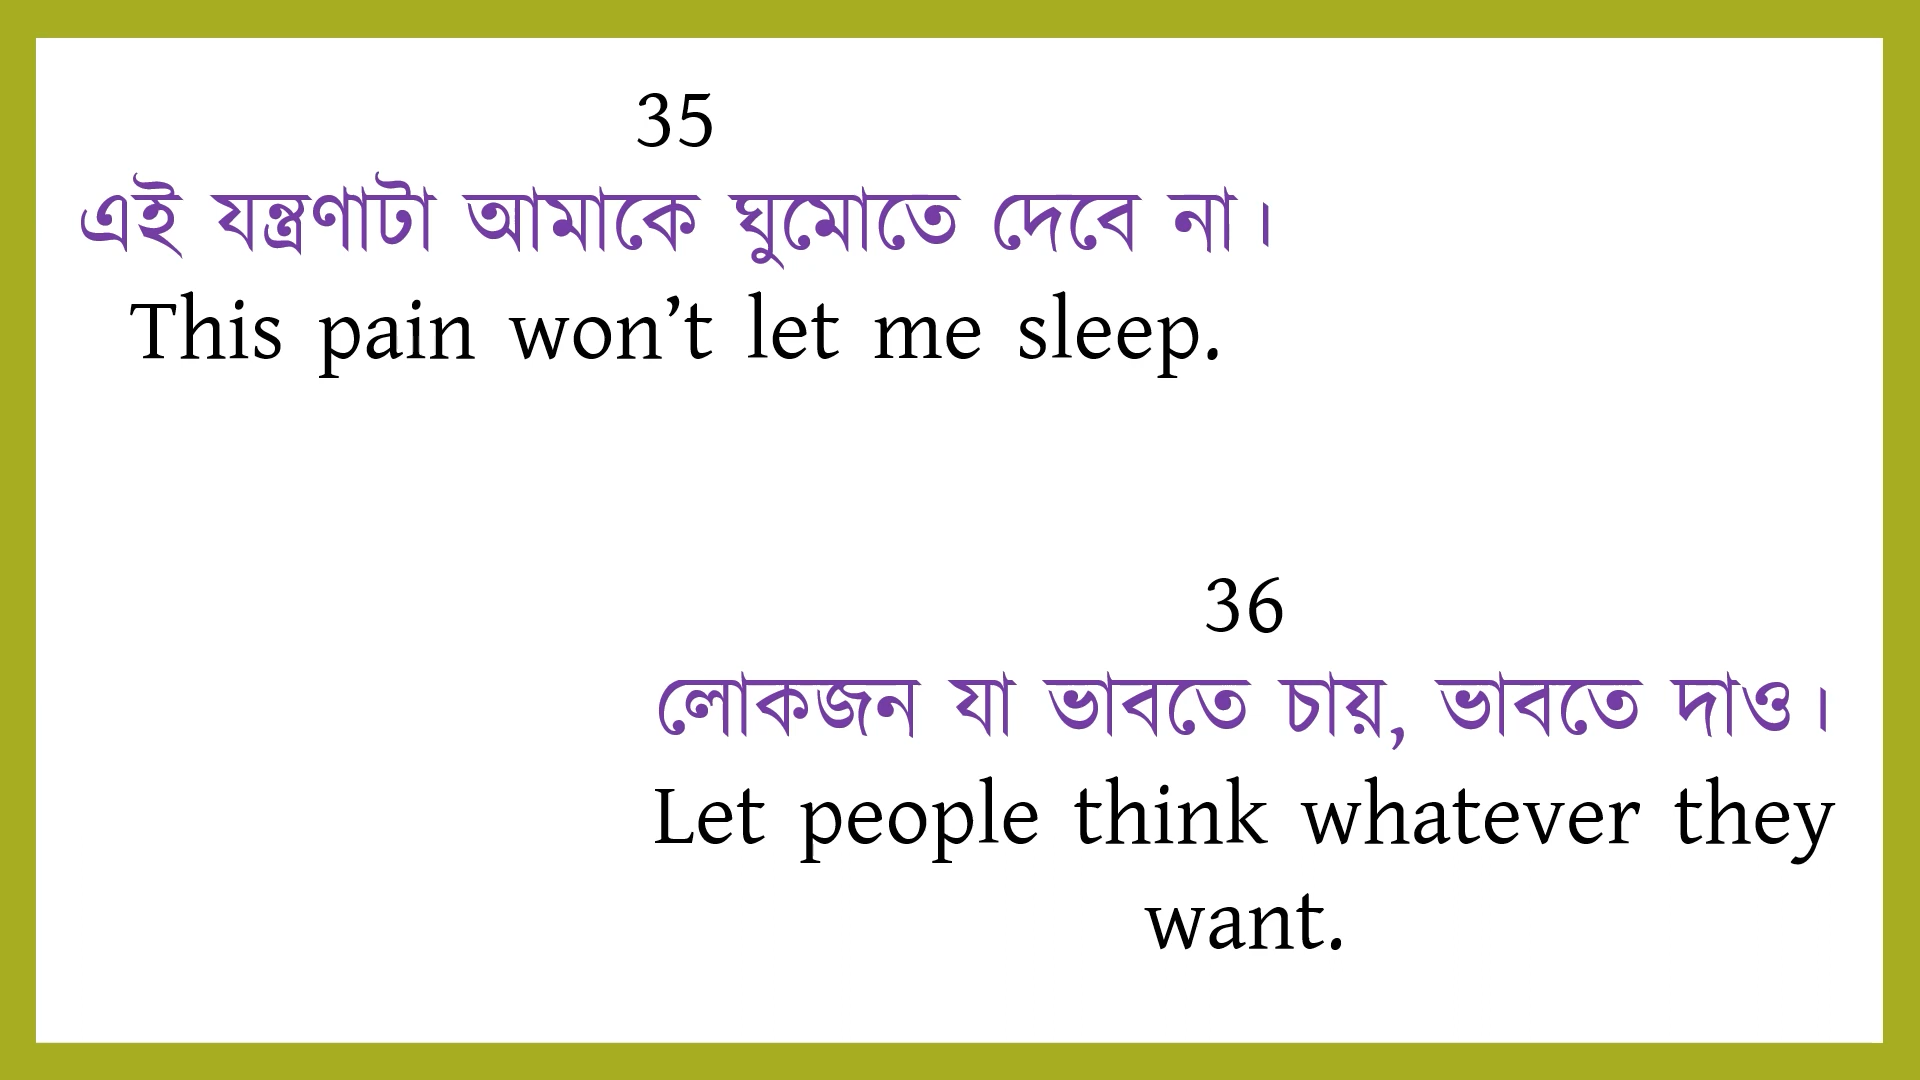 35
এই যন্ত্রণাটা আমাকে ঘুমোতে দেবে না।
This pain won’t let me sleep.
36
লোকজন যা ভাবতে চায়, ভাবতে দাও।
Let people think whatever they
want.